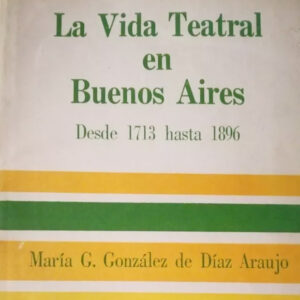 La Vida Teatral
en
Buenos Aires
Desde 1713 hasta 1896
María G. González de Díaz Araujo